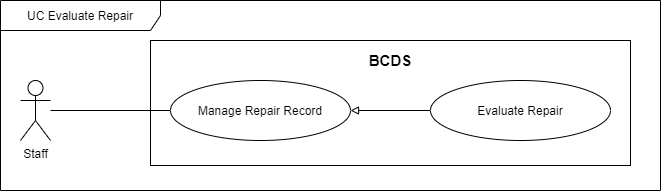 UC Evaluate Repair
BCDS
Manage Repair Record
Evaluate Repair
Staff